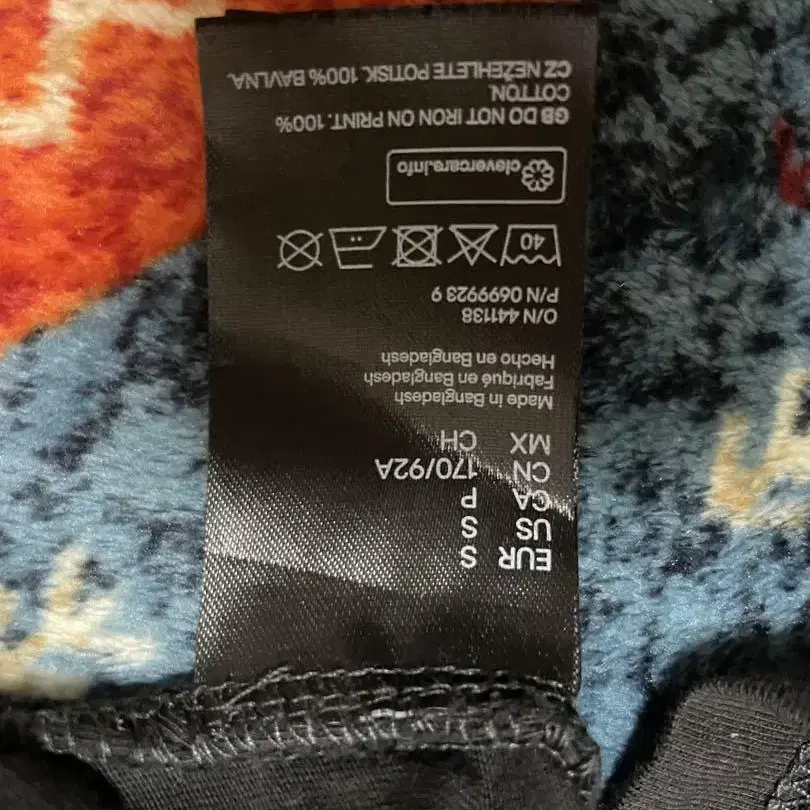 EUR S
US S
CA P
CN 170/92A
MX CH
Made in Bangladesh
Fabriqué en Bangladesh
Hecho en Bangladesh
O/N 441138
P/N 0699923 9
40
clevercare.info
GB DO NOT IRON ON PRINT. 100%
COTTON.
CZ NEŽEHLETE POTISK. 100% BAVLNA.